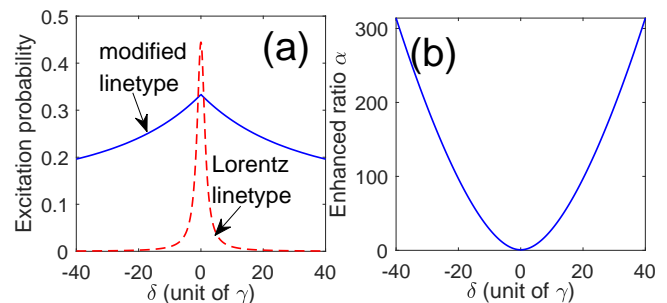 0.5
0.4
0.3
0.2
0.1
0
Excitation probability
modified
linetype
(a)
Lorentz
linetype
-40 -20 0 20 40
δ (unit of γ)
300
200
100
0
Enhanced ratio α
(b)
-40 -20 0 20 40
δ (unit of γ)